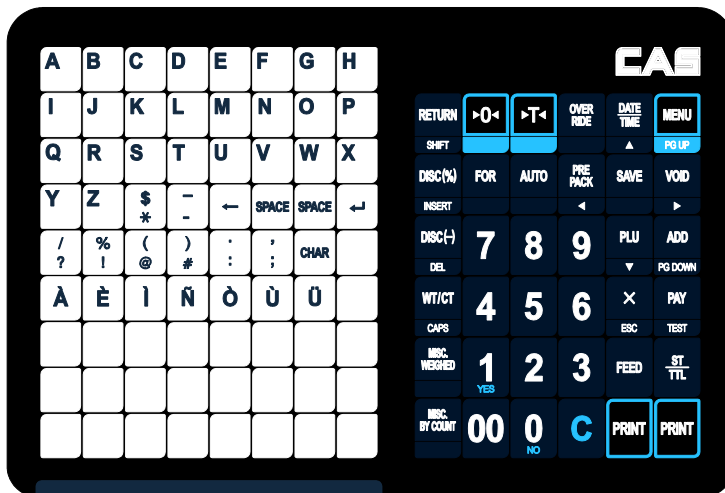 A B C D E F G H
CAS
I J K L M N O P
RETURN ▸0◂ ▸T◂ OVER RIDE DATE TIME MENU
SHIFT ▲ PG UP
Q R S T U V W X
DISC(%) FOR AUTO PRE PACK SAVE VOID
INSERT ◀ ▶
Y Z $ * – - ← SPACE SPACE ↵
DISC(–) 7 8 9 PLU ADD
DEL ▼ PG DOWN
/ ? % ! ( @ ) # . : , ; CHAR
À È Ì Ñ Ò Ù Ü
WT/CT 4 5 6 × PAY
CAPS ESC TEST
MISC. WEIGHED 1 2 3 FEED ST TTL
YES
MISC. BY COUNT 00 0 C PRINT PRINT
NO